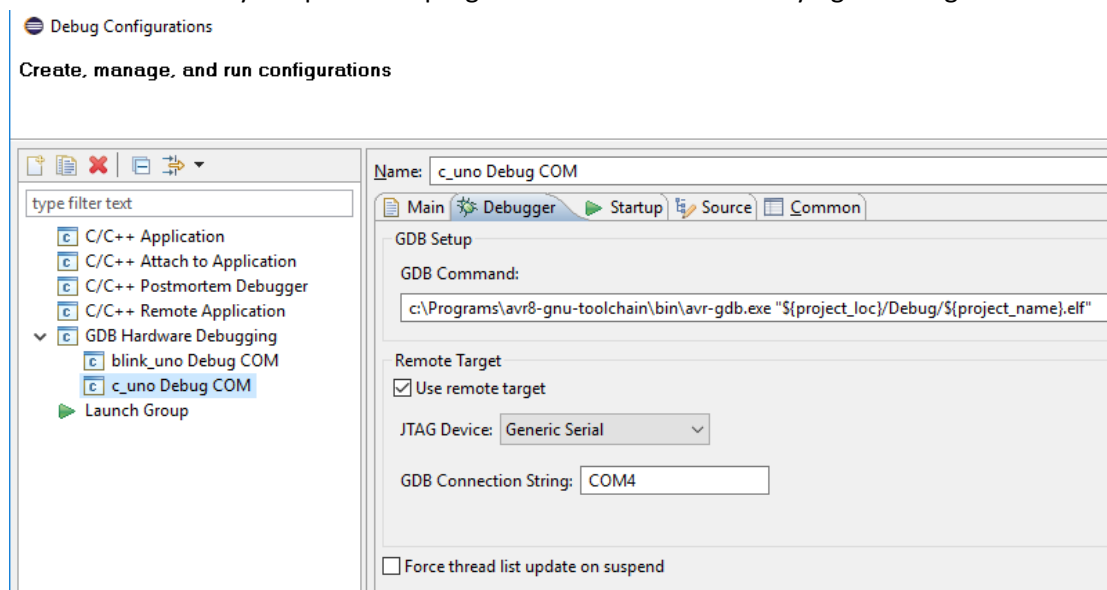 Debug Configurations
Create, manage, and run configurations
Name: c_uno Debug COM
type filter text
Main Debugger Startup Source Common
C/C++ Application
C/C++ Attach to Application
C/C++ Postmortem Debugger
C/C++ Remote Application
GDB Hardware Debugging
blink_uno Debug COM
c_uno Debug COM
Launch Group
GDB Setup
GDB Command:
c:\Programs\avr8-gnu-toolchain\bin\avr-gdb.exe "${project_loc}/Debug/${project_name}.elf"
Remote Target
Use remote target
JTAG Device: Generic Serial
GDB Connection String: COM4
Force thread list update on suspend